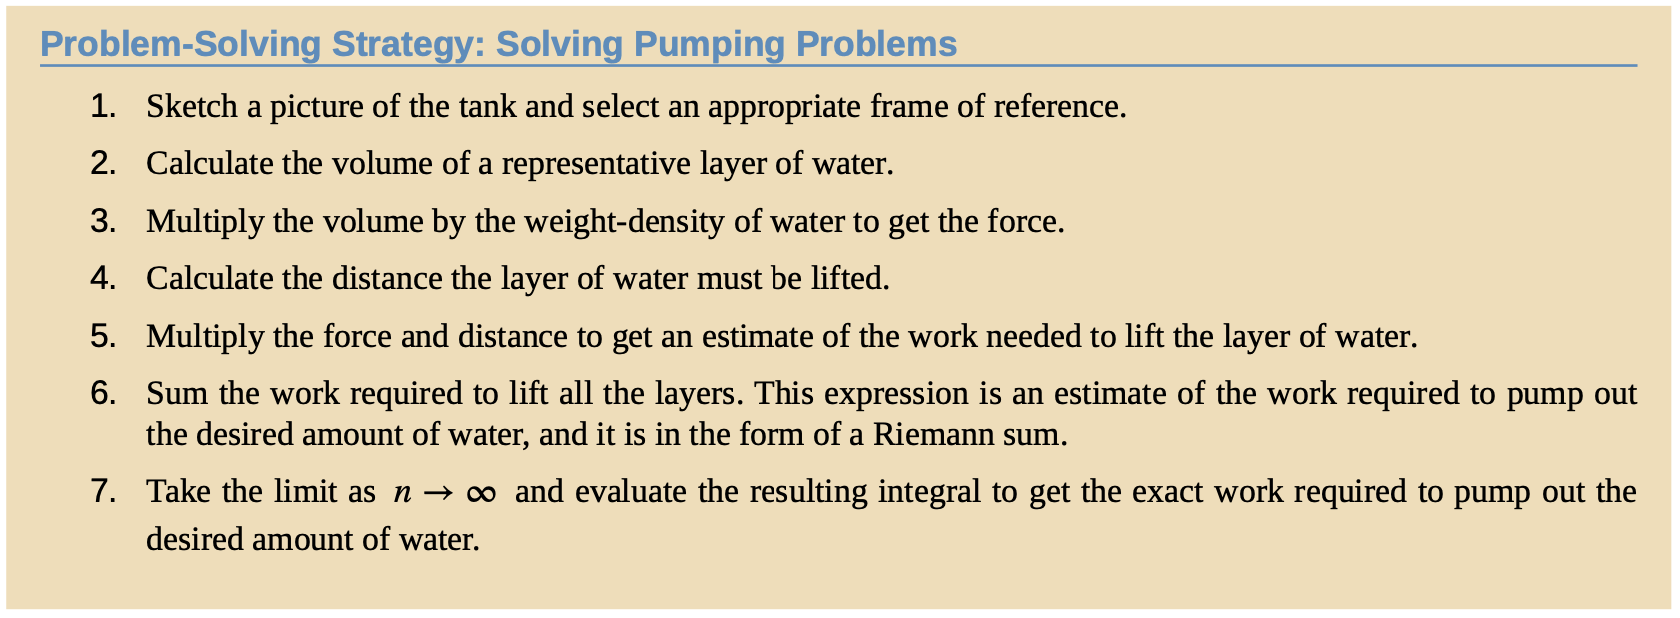 Problem-Solving Strategy: Solving Pumping Problems
1. Sketch a picture of the tank and select an appropriate frame of reference.
2. Calculate the volume of a representative layer of water.
3. Multiply the volume by the weight-density of water to get the force.
4. Calculate the distance the layer of water must be lifted.
5. Multiply the force and distance to get an estimate of the work needed to lift the layer of water.
6. Sum the work required to lift all the layers. This expression is an estimate of the work required to pump out
the desired amount of water, and it is in the form of a Riemann sum.
7. Take the limit as n → ∞ and evaluate the resulting integral to get the exact work required to pump out the
desired amount of water.